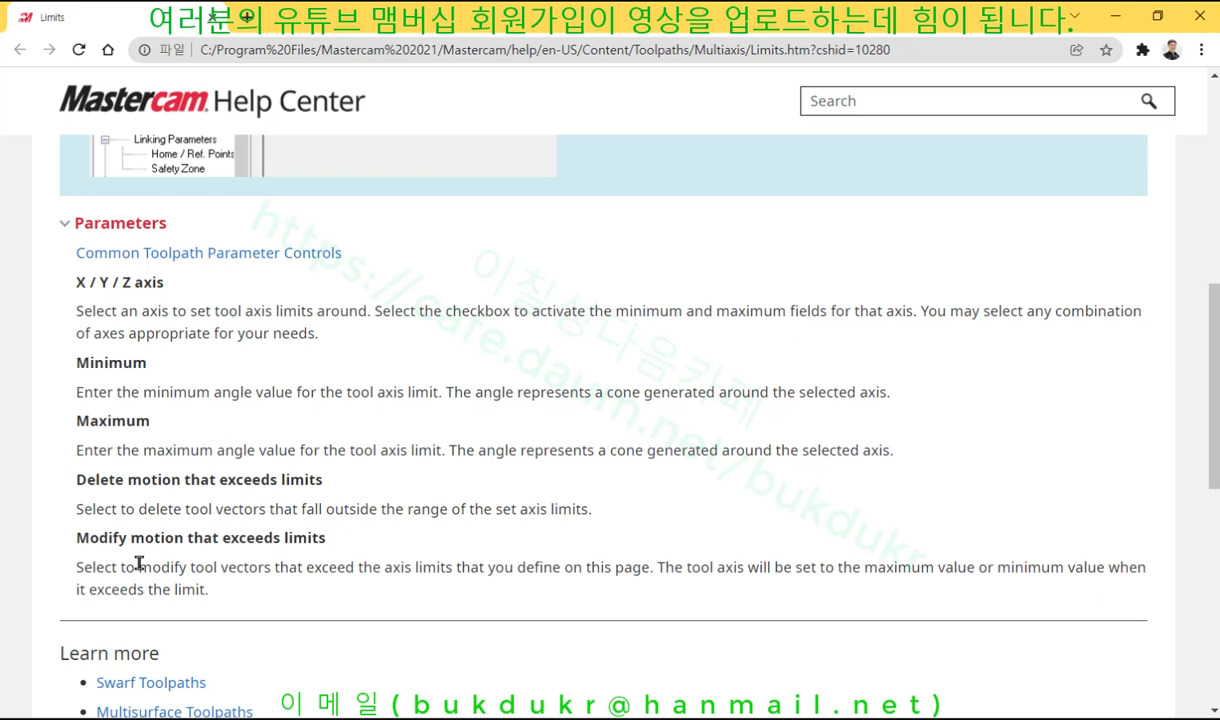 Limits
여러분의 유튜브 맴버십 회원가입이 영상을 업로드하는데 힘이 됩니다.
파일 C:/Program%20Files/Mastercam%202021/Mastercam/help/en-US/Content/Toolpaths/Multiaxis/Limits.htm?cshid=10280
Mastercam. Help Center
Search
Linking Parameters
Home / Ref. Points
Safety Zone
Parameters
Common Toolpath Parameter Controls
X / Y / Z axis
Select an axis to set tool axis limits around. Select the checkbox to activate the minimum and maximum fields for that axis. You may select any combination
of axes appropriate for your needs.
Minimum
Enter the minimum angle value for the tool axis limit. The angle represents a cone generated around the selected axis.
Maximum
Enter the maximum angle value for the tool axis limit. The angle represents a cone generated around the selected axis.
Delete motion that exceeds limits
Select to delete tool vectors that fall outside the range of the set axis limits.
Modify motion that exceeds limits
Select to modify tool vectors that exceed the axis limits that you define on this page. The tool axis will be set to the maximum value or minimum value when
it exceeds the limit.
이칠성다음카페
https://cafe.daum.net/bukdukr
Learn more
Swarf Toolpaths
Multisurface Toolpaths
이 메 일 ( b u k d u k r @ h a n m a i l . n e t )